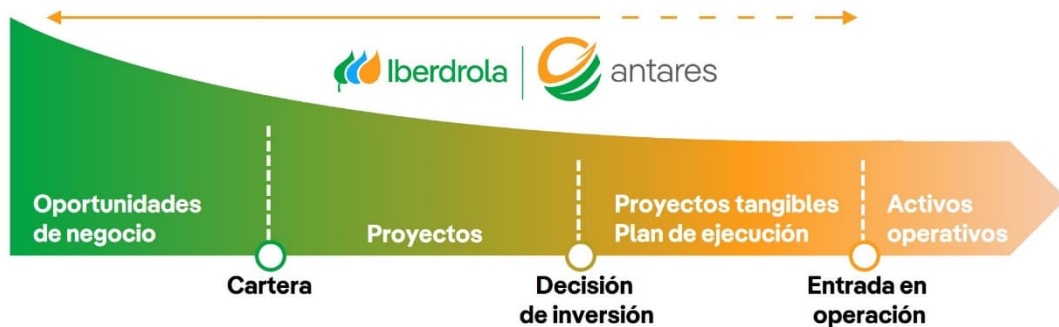 Iberdrola
antares
Oportunidades
de negocio
Proyectos
Proyectos tangibles
Plan de ejecución
Activos
operativos
Cartera
Decisión
de inversión
Entrada en
operación